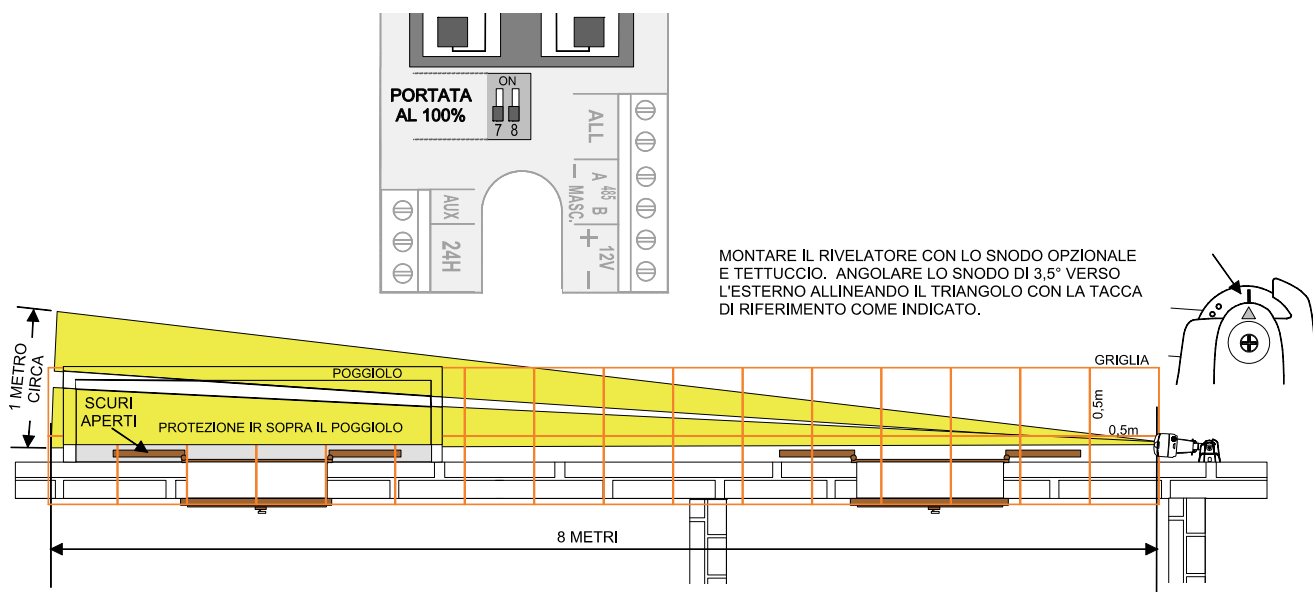 ON
PORTATA
AL 100%
7 8
ALL
A 485 B
− MASC.
+ 12V −
AUX
24H
MONTARE IL RIVELATORE CON LO SNODO OPZIONALE
E TETTUCCIO. ANGOLARE LO SNODO DI 3,5° VERSO
L'ESTERNO ALLINEANDO IL TRIANGOLO CON LA TACCA
DI RIFERIMENTO COME INDICATO.
1 METRO
CIRCA
POGGIOLO
GRIGLIA
SCURI
APERTI
PROTEZIONE IR SOPRA IL POGGIOLO
0,5m
0,5m
8 METRI